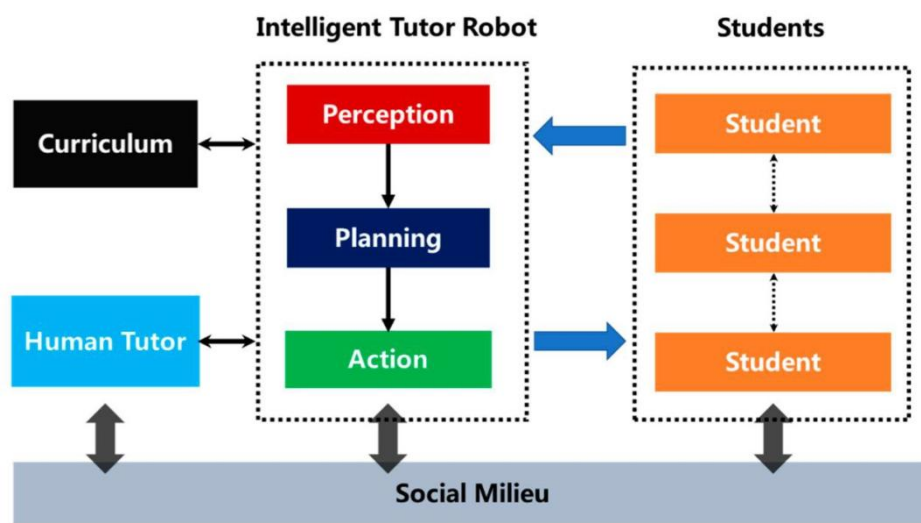 Intelligent Tutor Robot
Students
Curriculum
Perception
Student
Planning
Student
Human Tutor
Action
Student
Social Milieu